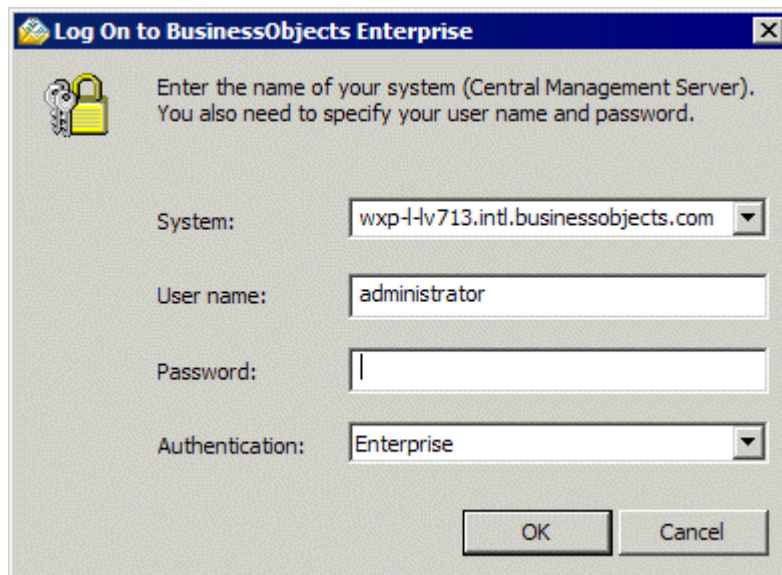 Log On to BusinessObjects Enterprise
Enter the name of your system (Central Management Server).
You also need to specify your user name and password.
System: wxp-l-lv713.intl.businessobjects.com
User name: administrator
Password:
Authentication: Enterprise
OK Cancel